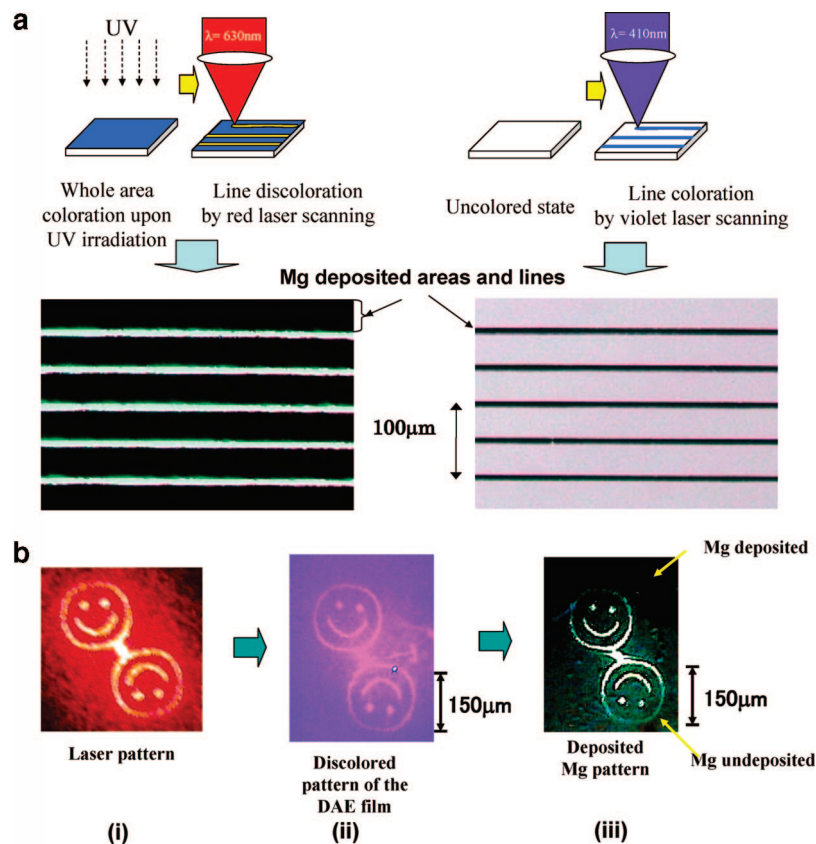 a
UV
λ= 630nm
λ= 410nm
Whole area
coloration upon
UV irradiation
Line discoloration
by red laser scanning
Uncolored state
Line coloration
by violet laser scanning
Mg deposited areas and lines
100μm
b
Mg deposited
150μm
150μm
Laser pattern
Discolored
pattern of the
DAE film
Deposited
Mg pattern
Mg undeposited
(i)
(ii)
(iii)